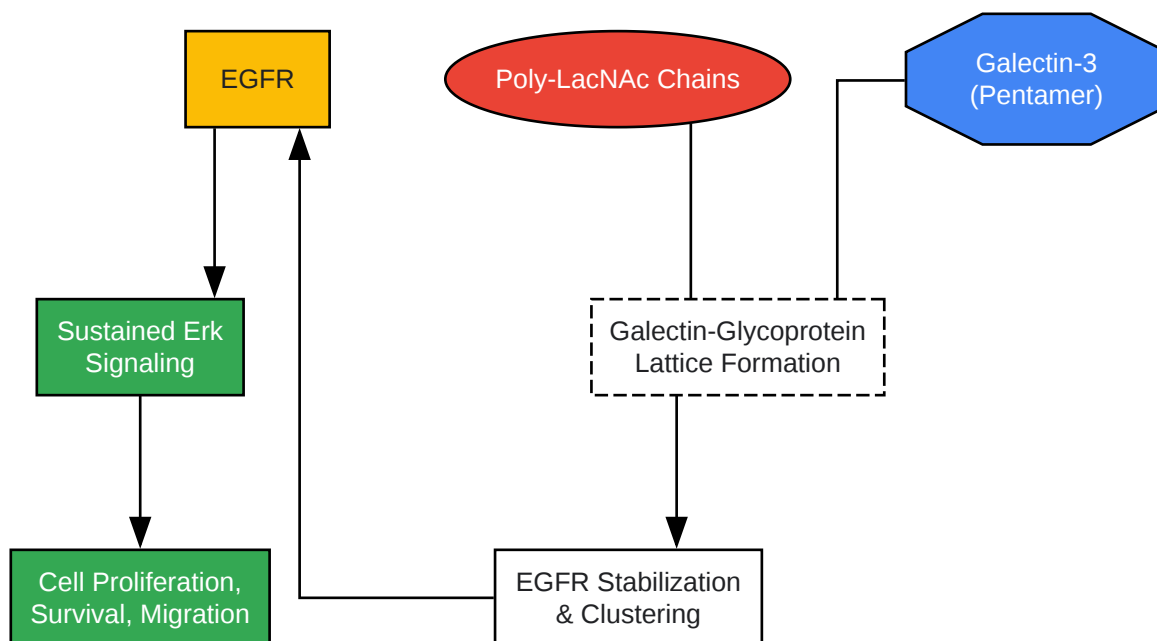 EGFR
Poly-LacNAc Chains
Galectin-3
(Pentamer)
Sustained Erk
Signaling
Galectin-Glycoprotein
Lattice Formation
Cell Proliferation,
Survival, Migration
EGFR Stabilization
& Clustering